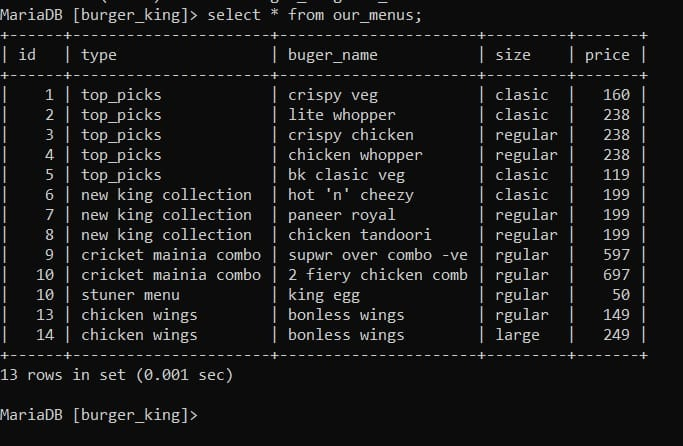 MariaDB [burger_king]> select * from our_menus;
+------+----------------------+----------------------+---------+-------+
| id   | type                 | buger_name           | size    | price |
+------+----------------------+----------------------+---------+-------+
|    1 | top_picks            | crispy veg           | clasic  |   160 |
|    2 | top_picks            | lite whopper         | clasic  |   238 |
|    3 | top_picks            | crispy chicken       | regular |   238 |
|    4 | top_picks            | chicken whopper      | regular |   238 |
|    5 | top_picks            | bk clasic veg        | clasic  |   119 |
|    6 | new king collection  | hot 'n' cheezy       | clasic  |   199 |
|    7 | new king collection  | paneer royal         | regular |   199 |
|    8 | new king collection  | chicken tandoori     | regular |   199 |
|    9 | cricket mainia combo | supwr over combo -ve | rgular  |   597 |
|   10 | cricket mainia combo | 2 fiery chicken comb | rgular  |   697 |
|   10 | stuner menu          | king egg             | rgular  |    50 |
|   13 | chicken wings        | bonless wings        | rgular  |   149 |
|   14 | chicken wings        | bonless wings        | large   |   249 |
+------+----------------------+----------------------+---------+-------+
13 rows in set (0.001 sec)
MariaDB [burger_king]>